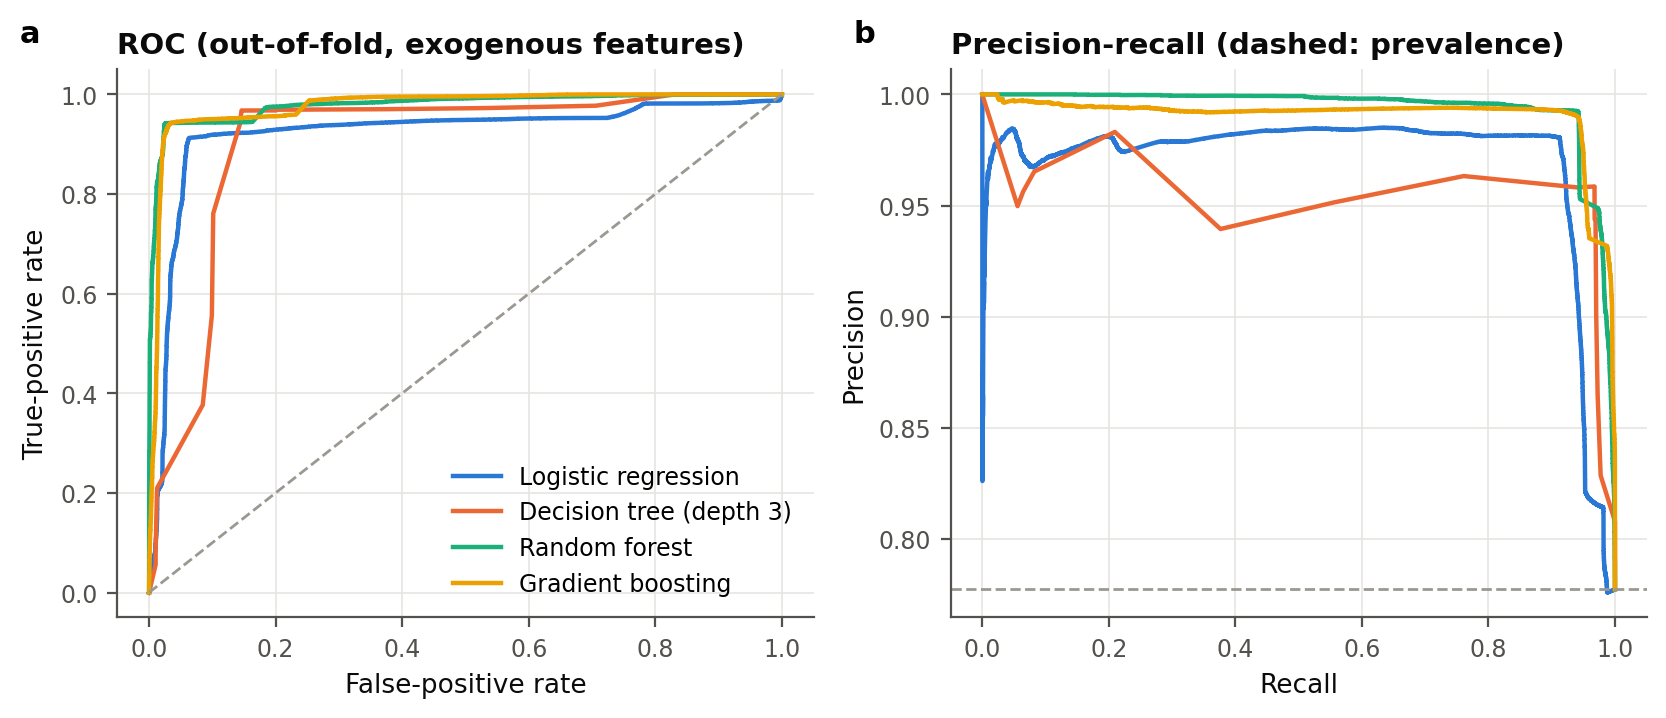 a
ROC (out-of-fold, exogenous features)
True-positive rate
1.0
0.8
0.6
0.4
0.2
0.0
Logistic regression
Decision tree (depth 3)
Random forest
Gradient boosting
0.0 0.2 0.4 0.6 0.8 1.0
False-positive rate
b
Precision-recall (dashed: prevalence)
Precision
1.00
0.95
0.90
0.85
0.80
0.0 0.2 0.4 0.6 0.8 1.0
Recall